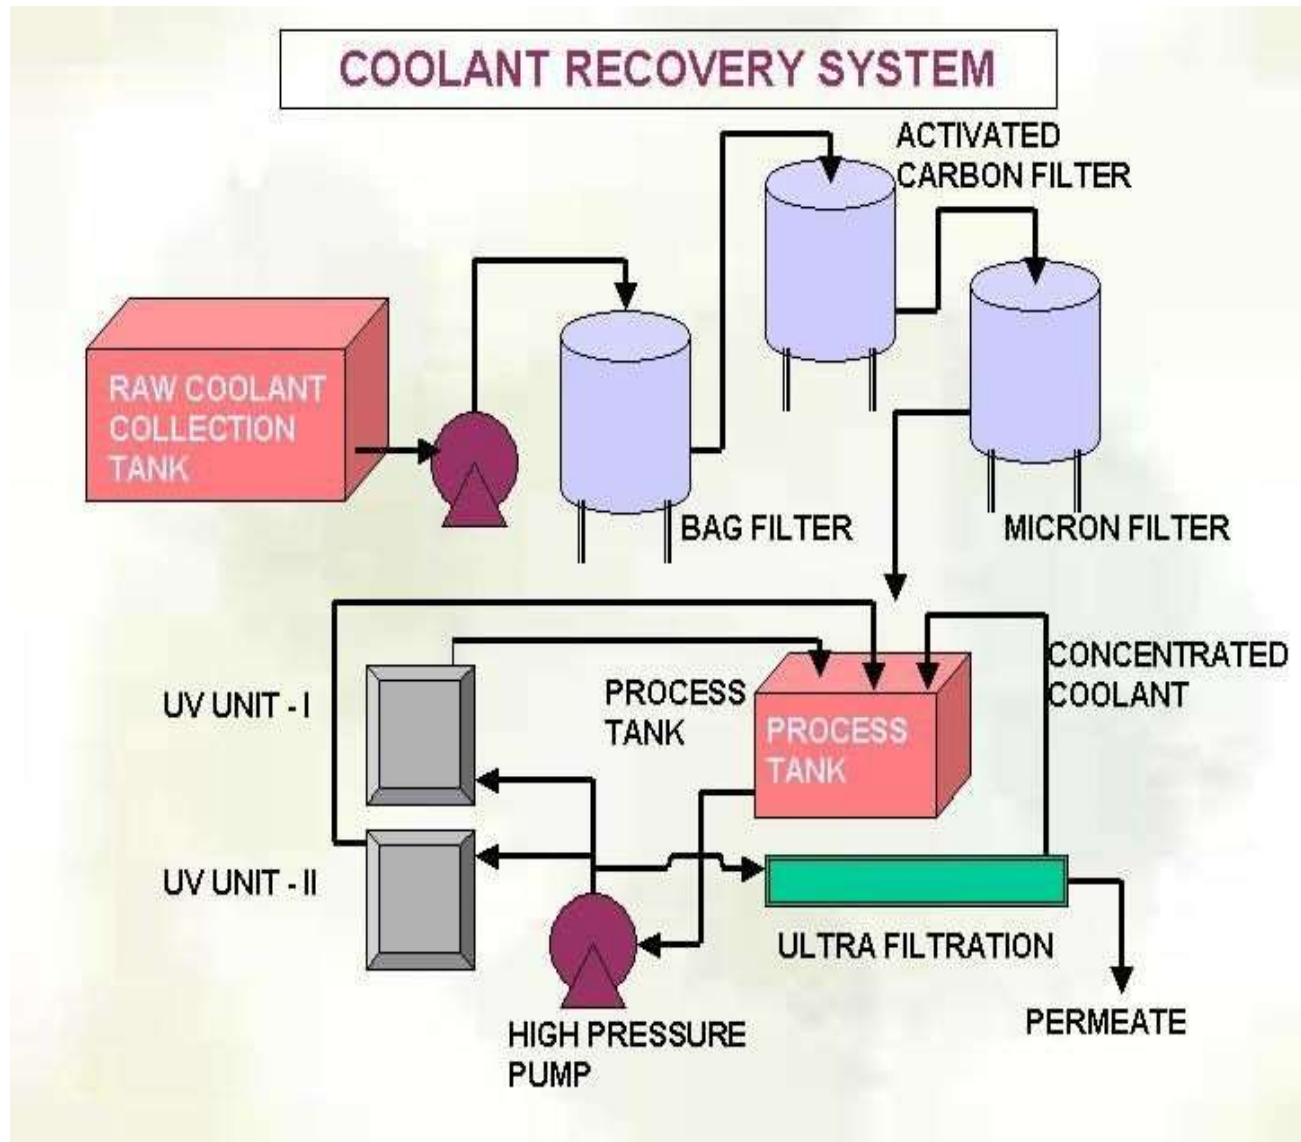 COOLANT RECOVERY SYSTEM
ACTIVATED
CARBON FILTER
RAW COOLANT
COLLECTION
TANK
BAG FILTER
MICRON FILTER
CONCENTRATED
COOLANT
UV UNIT - I
PROCESS
TANK
PROCESS
TANK
UV UNIT - II
ULTRA FILTRATION
PERMEATE
HIGH PRESSURE
PUMP